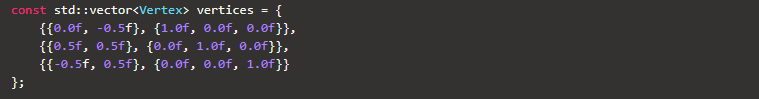 const std::vector<Vertex> vertices = {
    {{0.0f, -0.5f}, {1.0f, 0.0f, 0.0f}},
    {{0.5f, 0.5f}, {0.0f, 1.0f, 0.0f}},
    {{-0.5f, 0.5f}, {0.0f, 0.0f, 1.0f}}
};